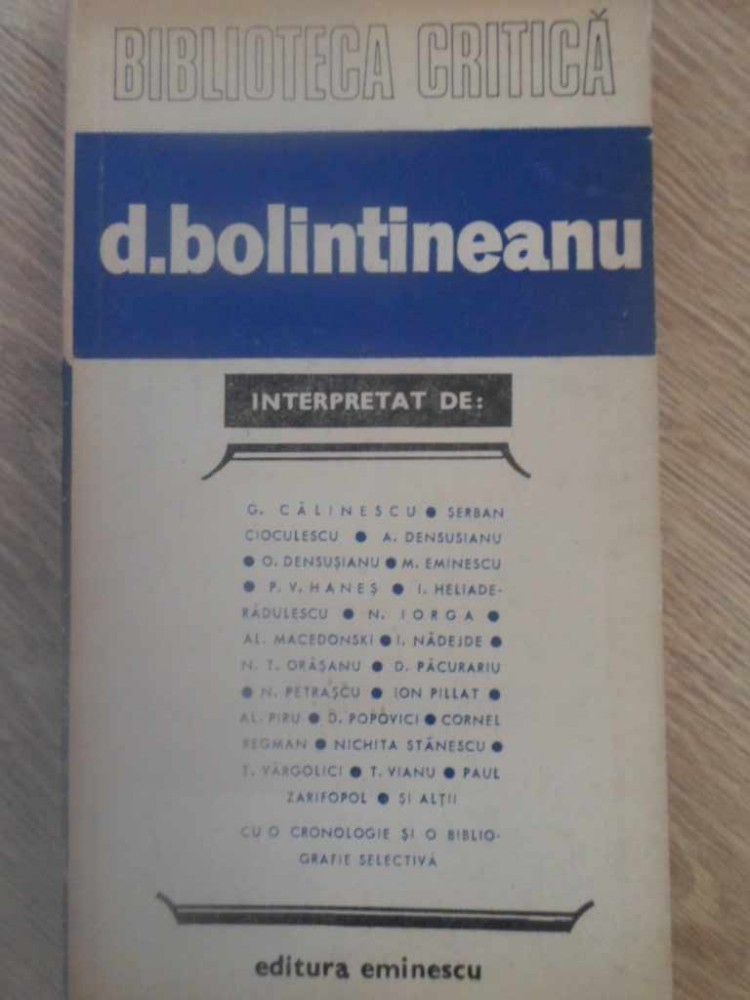 BIBLIOTECA CRITICĂ
d.bolintineanu
INTERPRETAT DE:
G. CĂLINESCU ● ŞERBAN
CIOCULESCU ● A. DENSUSIANU
● O. DENSUŞIANU ● M. EMINESCU
● P. V. HANEŞ ● I. HELIADE-
RĂDULESCU ● N. IORGA ●
AL. MACEDONSKI ● I. NĂDEJDE ●
N. T. ORĂŞANU ● D. PĂCURARIU
● N. PETRAŞCU ● ION PILLAT ●
AL. PIRU ● D. POPOVICI ● CORNEL
REGMAN ● NICHITA STĂNESCU ●
T. VÂRGOLICI ● T. VIANU ● PAUL
ZARIFOPOL ● ŞI ALŢII
CU O CRONOLOGIE ŞI O BIBLIO-
GRAFIE SELECTIVĂ
editura eminescu